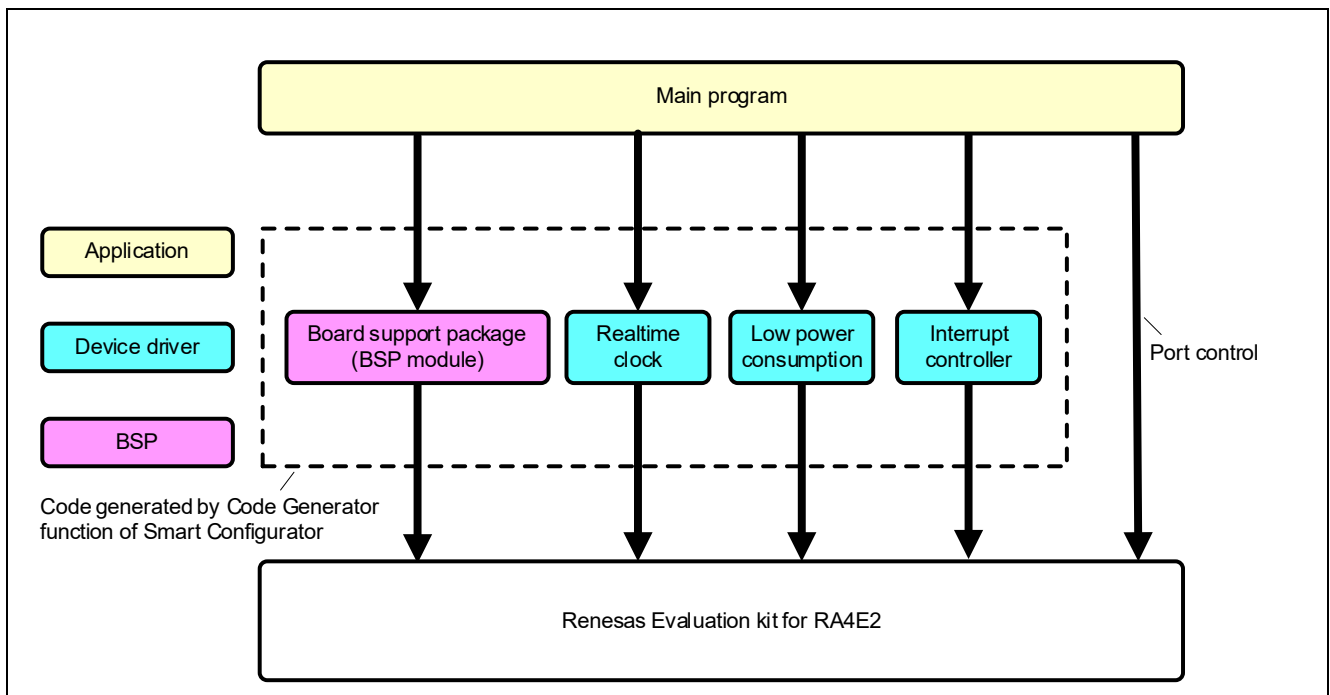 Main program
Application
Device driver
BSP
Board support package
(BSP module)
Realtime
clock
Low power
consumption
Interrupt
controller
Port control
Code generated by Code Generator
function of Smart Configurator
Renesas Evaluation kit for RA4E2